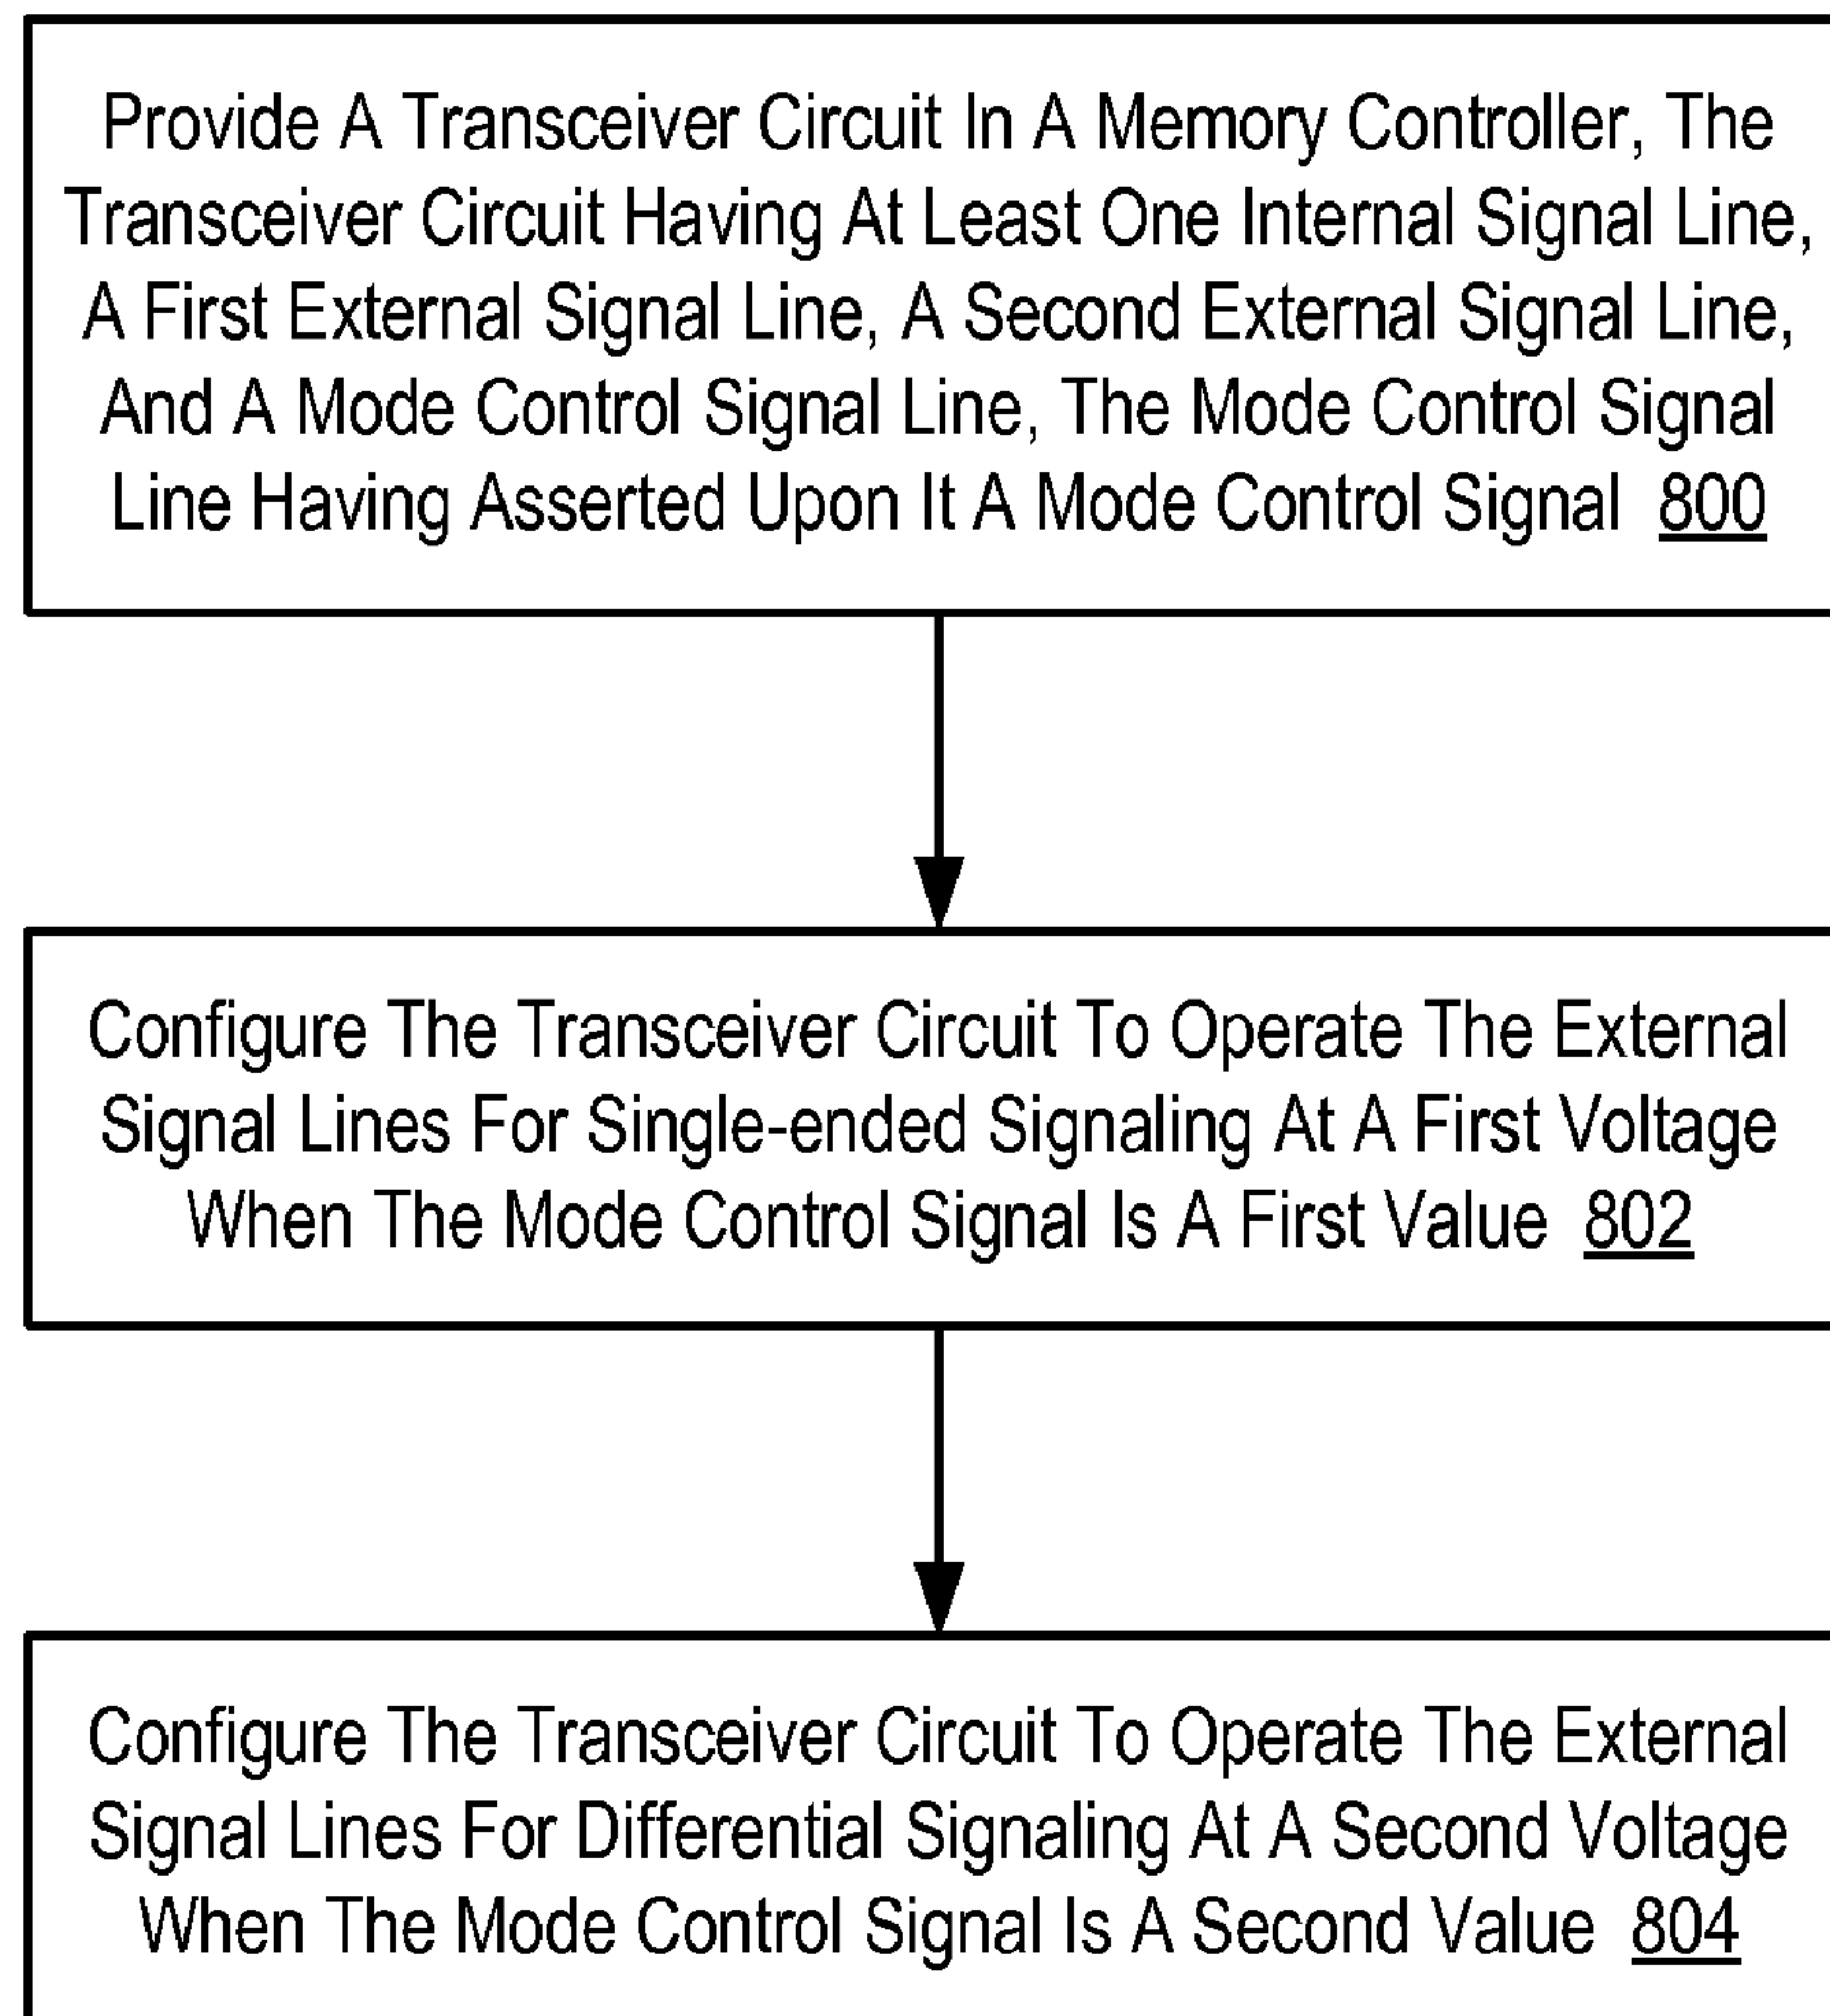 Provide A Transceiver Circuit In A Memory Controller, The
Transceiver Circuit Having At Least One Internal Signal Line,
A First External Signal Line, A Second External Signal Line,
And A Mode Control Signal Line, The Mode Control Signal
Line Having Asserted Upon It A Mode Control Signal 800
Configure The Transceiver Circuit To Operate The External
Signal Lines For Single-ended Signaling At A First Voltage
When The Mode Control Signal Is A First Value 802
Configure The Transceiver Circuit To Operate The External
Signal Lines For Differential Signaling At A Second Voltage
When The Mode Control Signal Is A Second Value 804